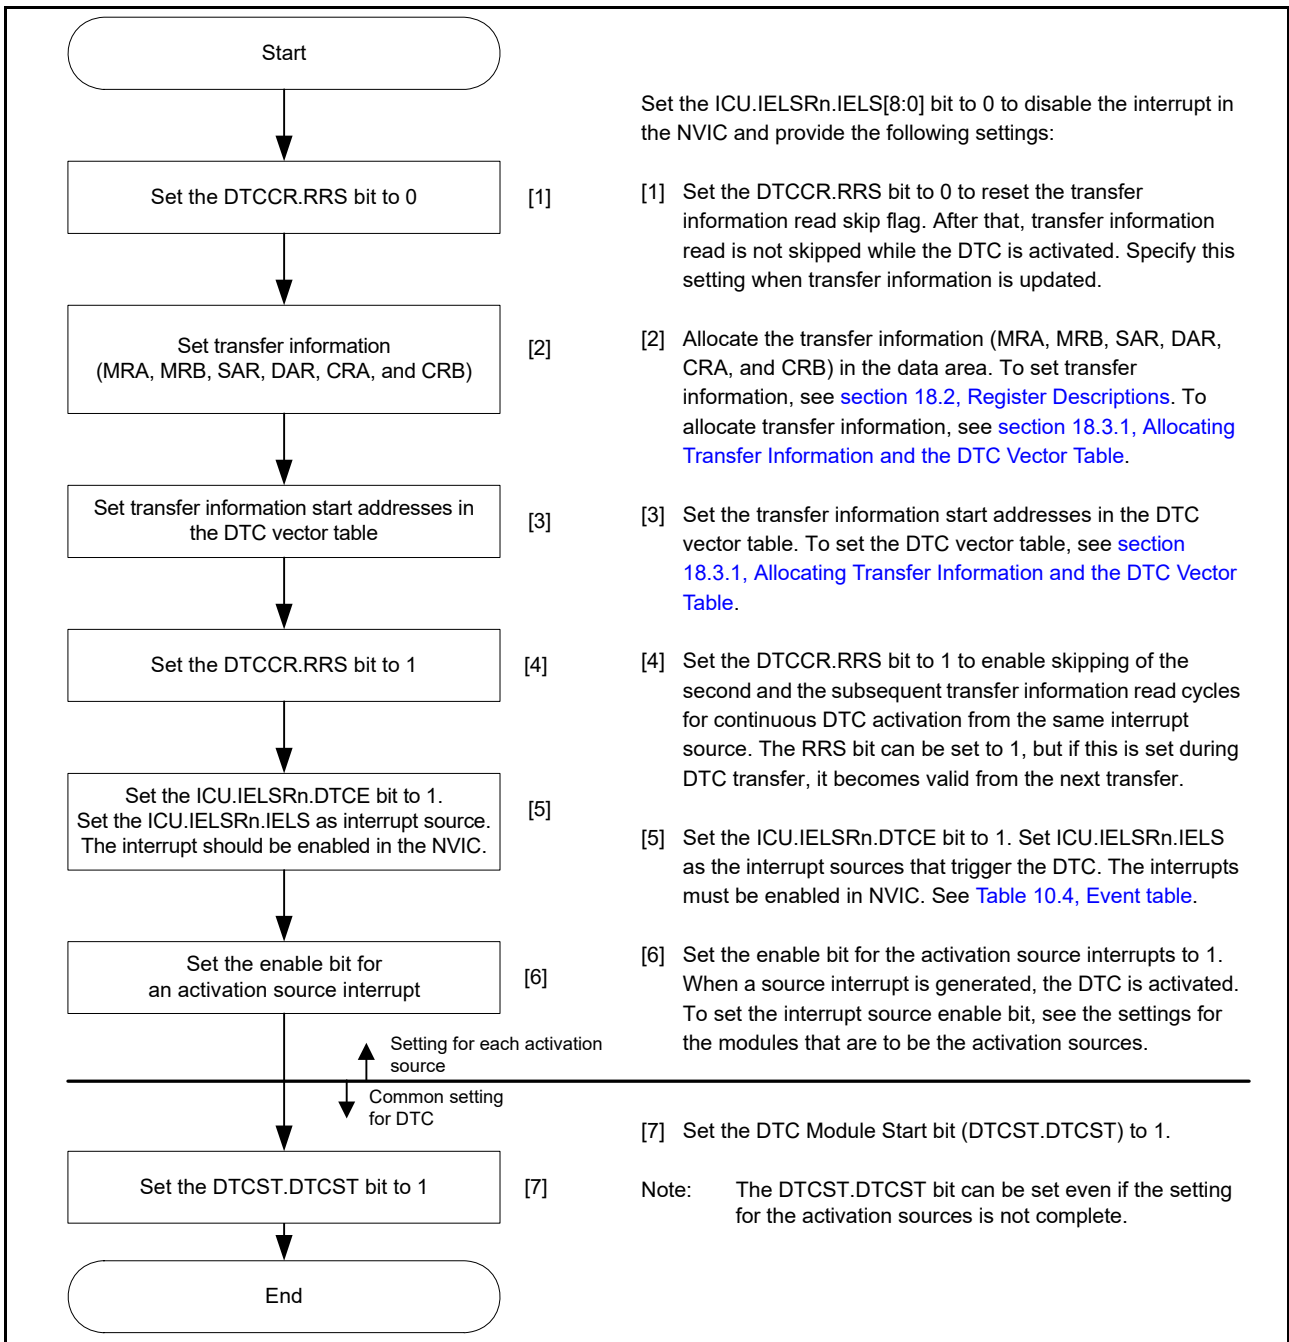 Start
Set the DTCCR.RRS bit to 0
[1]
Set transfer information
(MRA, MRB, SAR, DAR, CRA, and CRB)
[2]
Set transfer information start addresses in
the DTC vector table
[3]
Set the DTCCR.RRS bit to 1
[4]
Set the ICU.IELSRn.DTCE bit to 1.
Set the ICU.IELSRn.IELS as interrupt source.
The interrupt should be enabled in the NVIC.
[5]
Set the enable bit for
an activation source interrupt
[6]
Setting for each activation
source
Common setting
for DTC
Set the DTCST.DTCST bit to 1
[7]
End
Set the ICU.IELSRn.IELS[8:0] bit to 0 to disable the interrupt in
the NVIC and provide the following settings:
[1] Set the DTCCR.RRS bit to 0 to reset the transfer
information read skip flag. After that, transfer information
read is not skipped while the DTC is activated. Specify this
setting when transfer information is updated.
[2] Allocate the transfer information (MRA, MRB, SAR, DAR,
CRA, and CRB) in the data area. To set transfer
information, see section 18.2, Register Descriptions. To
allocate transfer information, see section 18.3.1, Allocating
Transfer Information and the DTC Vector Table.
[3] Set the transfer information start addresses in the DTC
vector table. To set the DTC vector table, see section
18.3.1, Allocating Transfer Information and the DTC Vector
Table.
[4] Set the DTCCR.RRS bit to 1 to enable skipping of the
second and the subsequent transfer information read cycles
for continuous DTC activation from the same interrupt
source. The RRS bit can be set to 1, but if this is set during
DTC transfer, it becomes valid from the next transfer.
[5] Set the ICU.IELSRn.DTCE bit to 1. Set ICU.IELSRn.IELS
as the interrupt sources that trigger the DTC. The interrupts
must be enabled in NVIC. See Table 10.4, Event table.
[6] Set the enable bit for the activation source interrupts to 1.
When a source interrupt is generated, the DTC is activated.
To set the interrupt source enable bit, see the settings for
the modules that are to be the activation sources.
[7] Set the DTC Module Start bit (DTCST.DTCST) to 1.
Note: The DTCST.DTCST bit can be set even if the setting
for the activation sources is not complete.